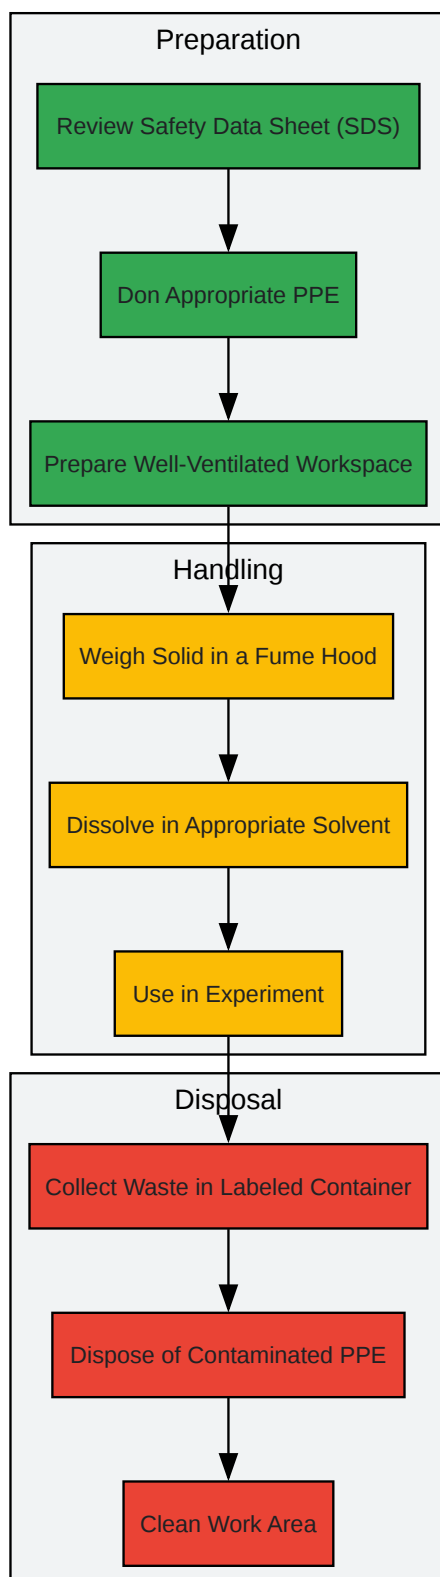 Preparation
Review Safety Data Sheet (SDS)
Don Appropriate PPE
Prepare Well-Ventilated Workspace
Handling
Weigh Solid in a Fume Hood
Dissolve in Appropriate Solvent
Use in Experiment
Disposal
Collect Waste in Labeled Container
Dispose of Contaminated PPE
Clean Work Area